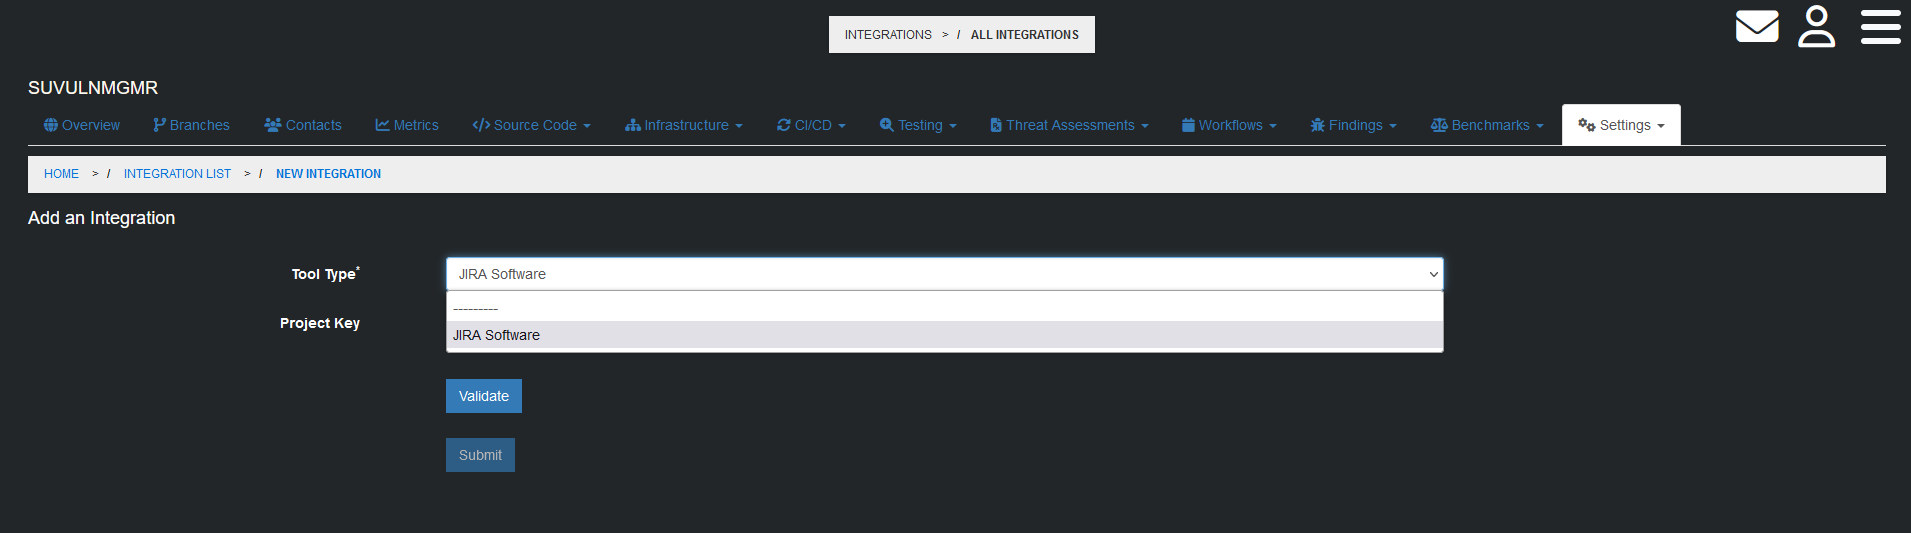 INTEGRATIONS > / ALL INTEGRATIONS
SUVULNMGMR
Overview Branches Contacts Metrics Source Code Infrastructure CI/CD Testing Threat Assessments Workflows Findings Benchmarks Settings
HOME > / INTEGRATION LIST > / NEW INTEGRATION
Add an Integration
Tool Type* JIRA Software
---------
Project Key
JIRA Software
Validate
Submit